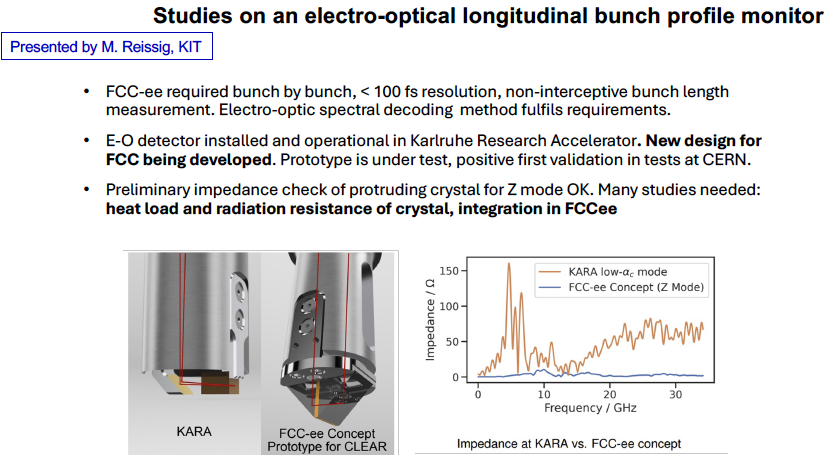 Studies on an electro-optical longitudinal bunch profile monitor
Presented by M. Reissig, KIT
• FCC-ee required bunch by bunch, < 100 fs resolution, non-interceptive bunch length
measurement. Electro-optic spectral decoding method fulfils requirements.
• E-O detector installed and operational in Karlruhe Research Accelerator. New design for
FCC being developed. Prototype is under test, positive first validation in tests at CERN.
• Preliminary impedance check of protruding crystal for Z mode OK. Many studies needed:
heat load and radiation resistance of crystal, integration in FCCee
KARA
FCC-ee Concept
Prototype for CLEAR
Impedance / Ω
150
100
50
0
KARA low-αc mode
FCC-ee Concept (Z Mode)
0 10 20 30
Frequency / GHz
Impedance at KARA vs. FCC-ee concept